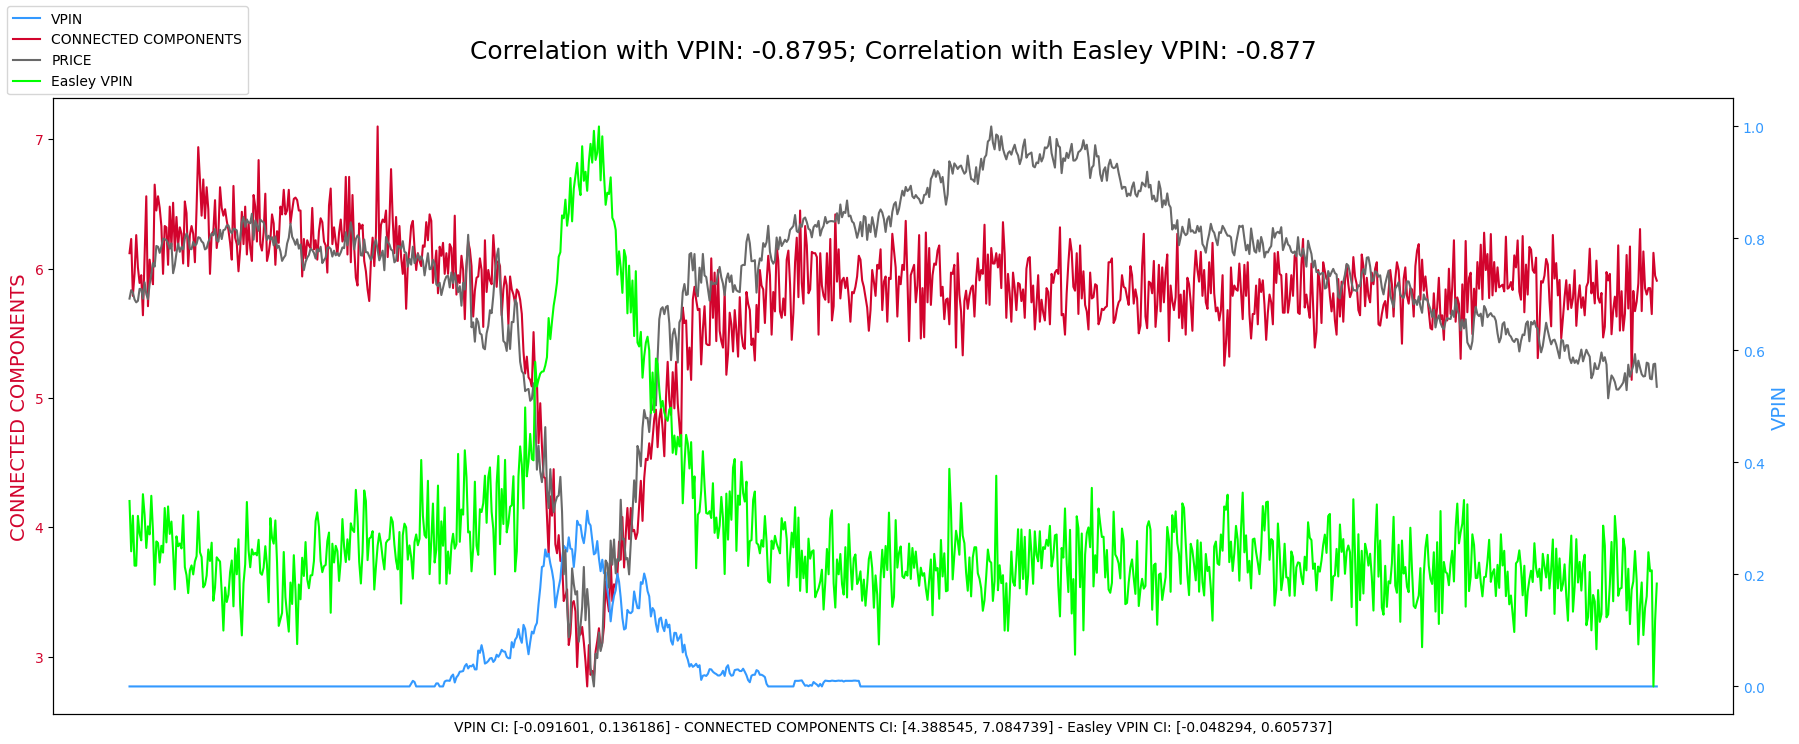 VPIN
CONNECTED COMPONENTS
PRICE
Easley VPIN
Correlation with VPIN: -0.8795; Correlation with Easley VPIN: -0.877
CONNECTED COMPONENTS
7
6
5
4
3
1.0
0.8
0.6
0.4
0.2
0.0
VPIN
VPIN CI: [-0.091601, 0.136186] - CONNECTED COMPONENTS CI: [4.388545, 7.084739] - Easley VPIN CI: [-0.048294, 0.605737]